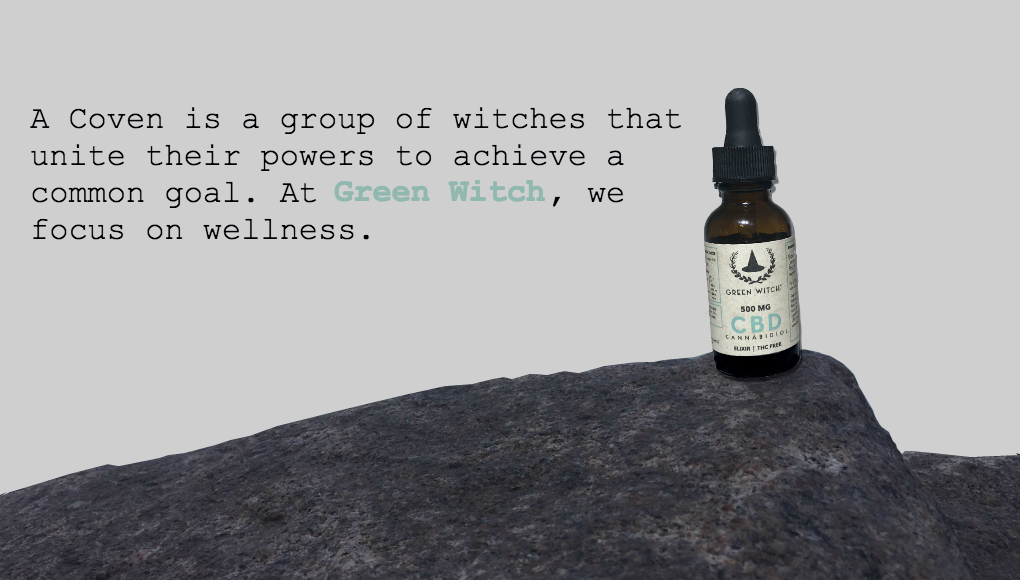 A Coven is a group of witches that
unite their powers to achieve a
common goal. At Green Witch, we
focus on wellness.
GREEN WITCH
500 MG
CBD
CANNABIDIOL
ELIXIR | THC FREE